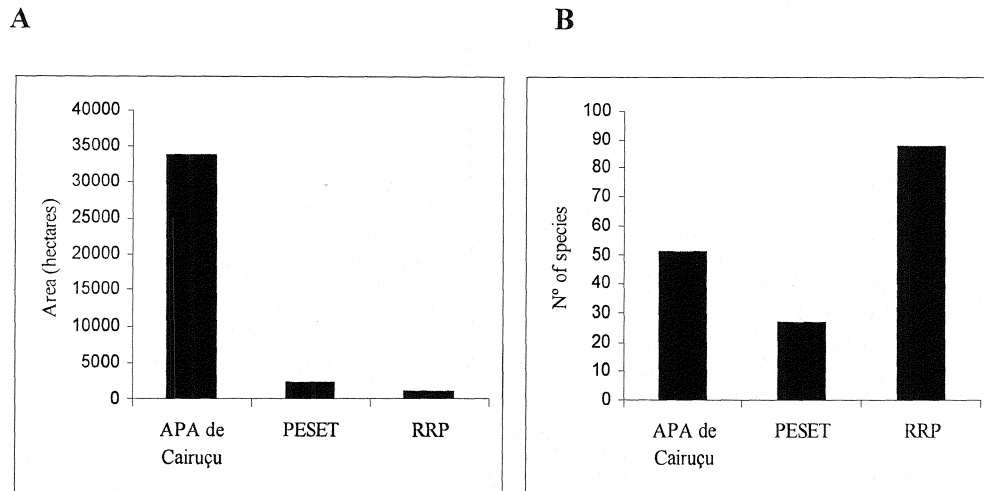 A
Area (hectares)
40000
35000
30000
25000
20000
15000
10000
5000
0
APA de
Cairuçu
PESET
RRP
B
Nº of species
100
90
80
70
60
50
40
30
20
10
0
APA de
Cairuçu
PESET
RRP